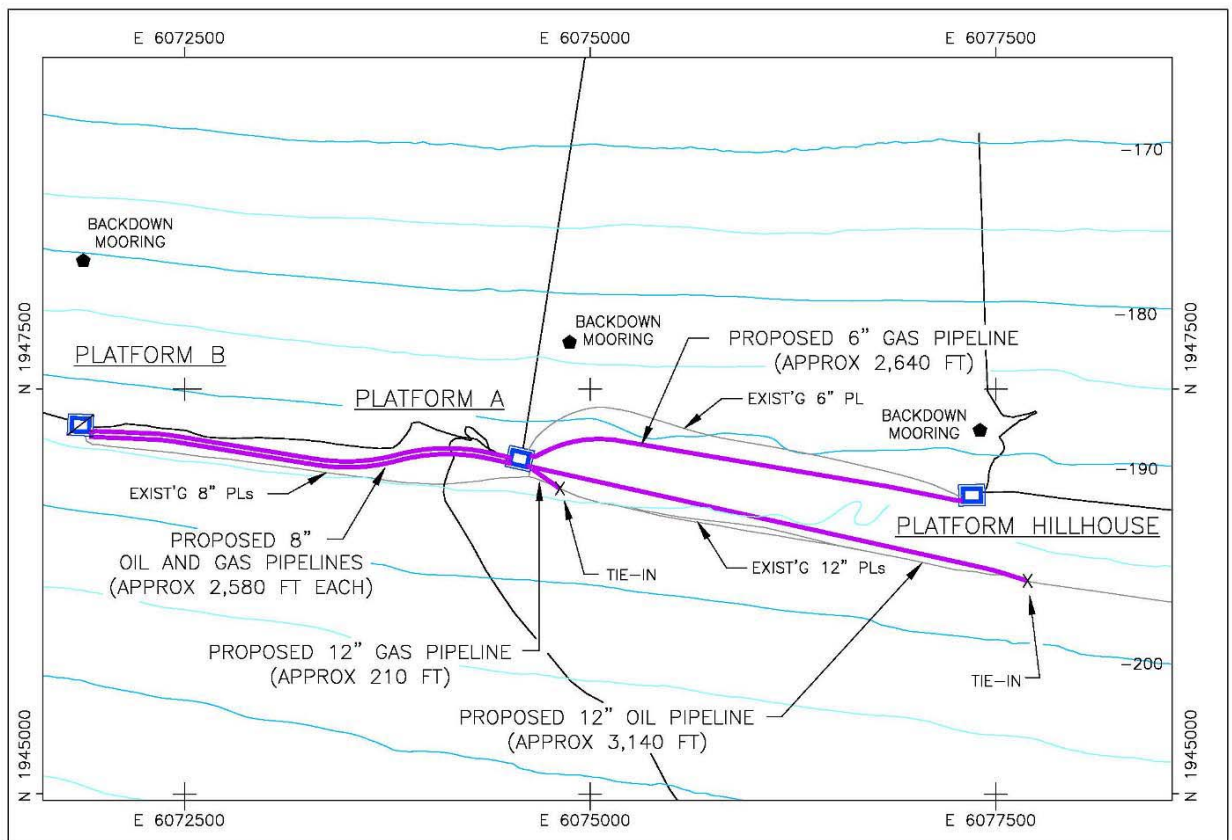 E 6072500
E 6075000
E 6077500
-170
BACKDOWN
MOORING
-180
N 1947500
N 1947500
BACKDOWN
MOORING
PROPOSED 6" GAS PIPELINE
(APPROX 2,640 FT)
PLATFORM B
PLATFORM A
EXIST'G 6" PL
BACKDOWN
MOORING
-190
EXIST'G 8" PLs
PLATFORM HILLHOUSE
PROPOSED 8"
OIL AND GAS PIPELINES
(APPROX 2,580 FT EACH)
TIE-IN
EXIST'G 12" PLs
PROPOSED 12" GAS PIPELINE
(APPROX 210 FT)
-200
TIE-IN
PROPOSED 12" OIL PIPELINE
(APPROX 3,140 FT)
N 1945000
N 1945000
E 6072500
E 6075000
E 6077500